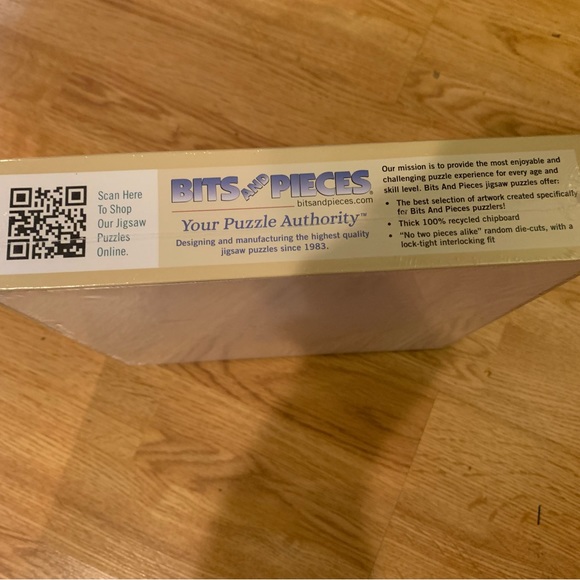 Scan Here
To Shop
Our Jigsaw
Puzzles
Online.
BITS AND PIECES®
bitsandpieces.com
Your Puzzle Authority™
Designing and manufacturing the highest quality
jigsaw puzzles since 1983.
Our mission is to provide the most enjoyable and
challenging puzzle experience for every age and
skill level. Bits And Pieces jigsaw puzzles offer:
• The best selection of artwork created specifically
for Bits And Pieces puzzlers!
• Thick 100% recycled chipboard
• "No two pieces alike" random die-cuts, with a
lock-tight interlocking fit